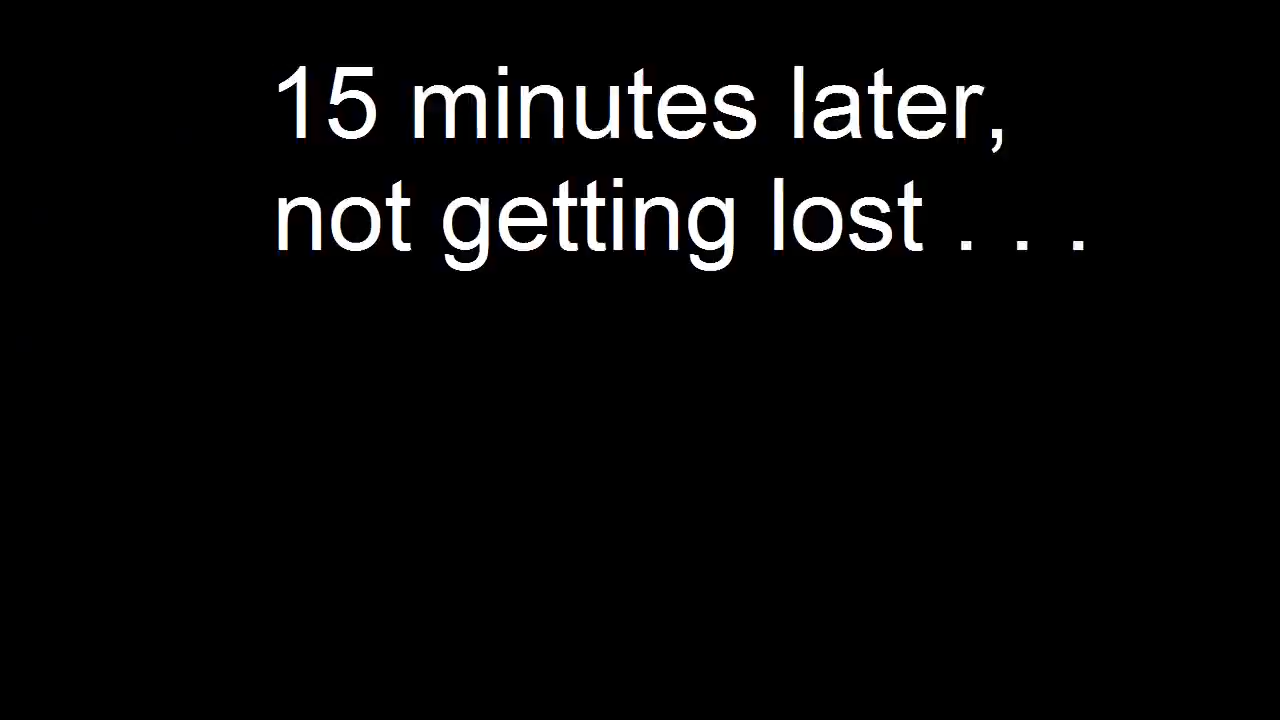 15 minutes later,
not getting lost . . .